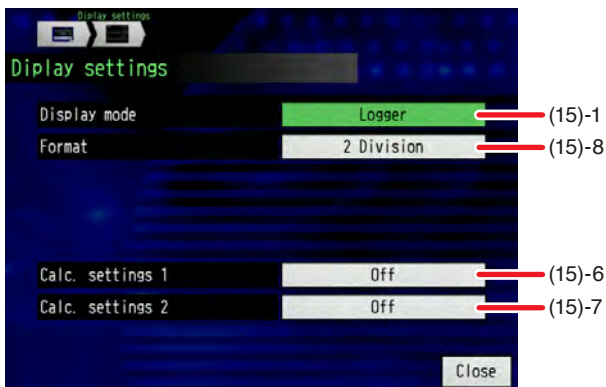 Diplay settings
Diplay settings
Display mode Logger (15)-1
Format 2 Division (15)-8
Calc. settings 1 Off (15)-6
Calc. settings 2 Off (15)-7
Close